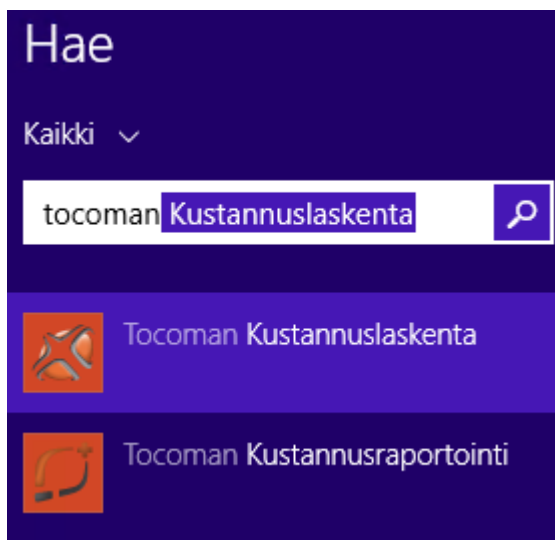 Hae
Kaikki
tocoman Kustannuslaskenta
Tocoman Kustannuslaskenta
Tocoman Kustannusraportointi